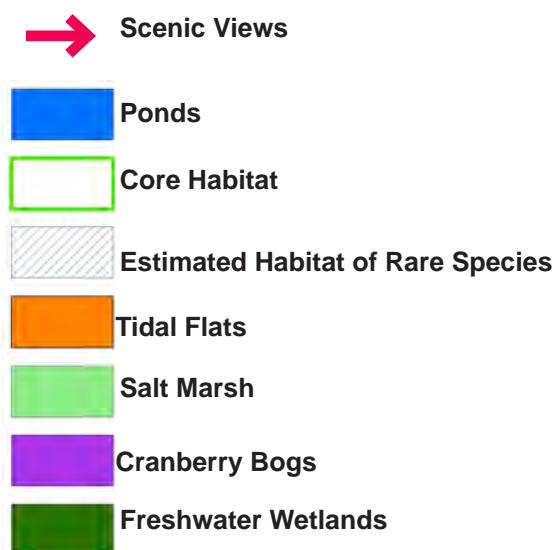 Scenic Views
Ponds
Core Habitat
Estimated Habitat of Rare Species
Tidal Flats
Salt Marsh
Cranberry Bogs
Freshwater Wetlands